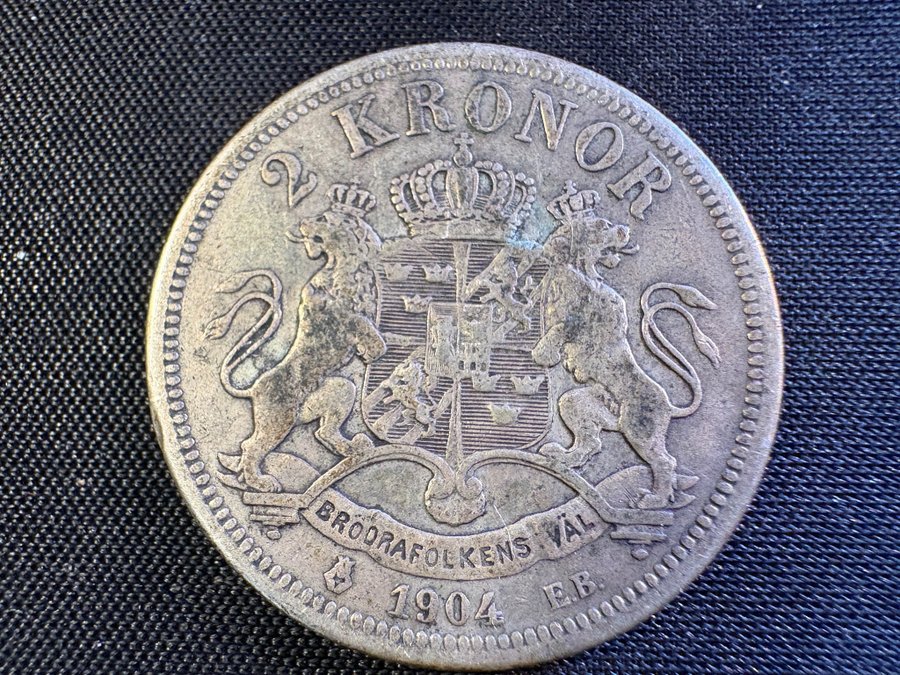 2 KRONOR
BRÖDRAFOLKENS VÄL
1904 E.B.